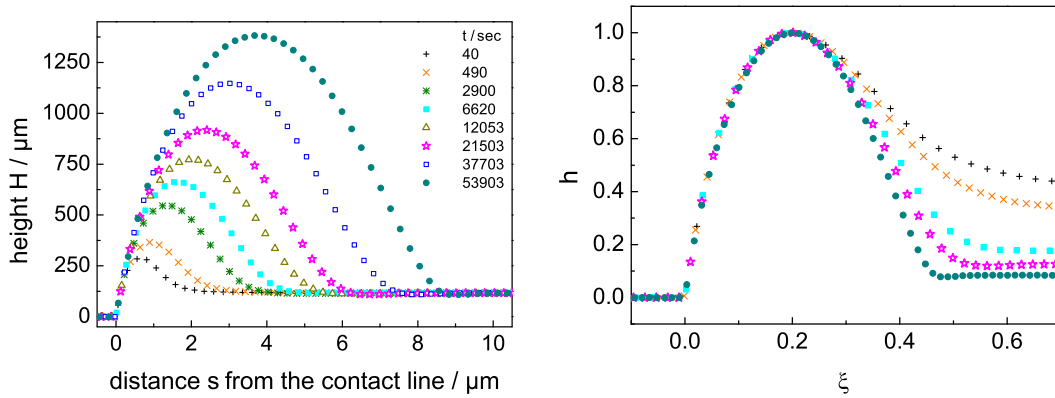 height H / µm
1250
1000
750
500
250
0
0 2 4 6 8 10
distance s from the contact line / µm
t / sec
40
490
2900
6620
12053
21503
37703
53903
h
1.0
0.8
0.6
0.4
0.2
0.0
0.0 0.2 0.4 0.6
ξ